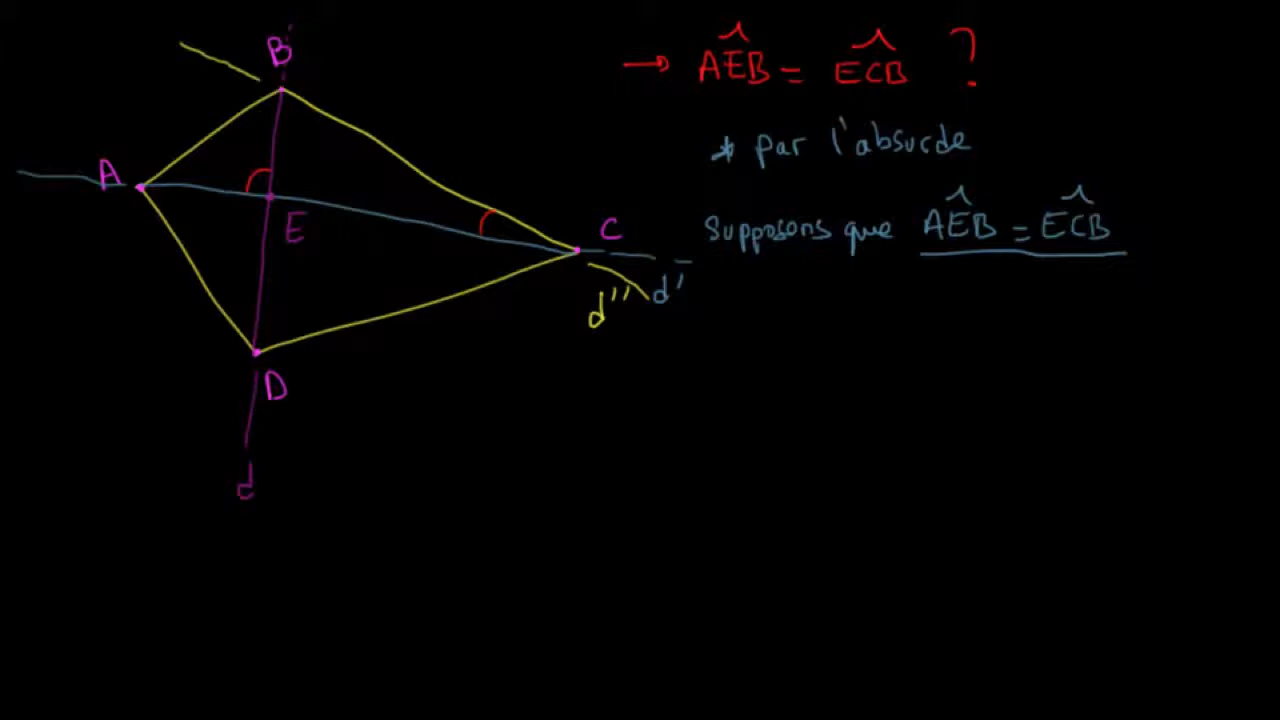 B
A
E
C
D
d
d'
d''
→ AÊB = EĈB ?
* par l'absurde
Supposons que AÊB = EĈB